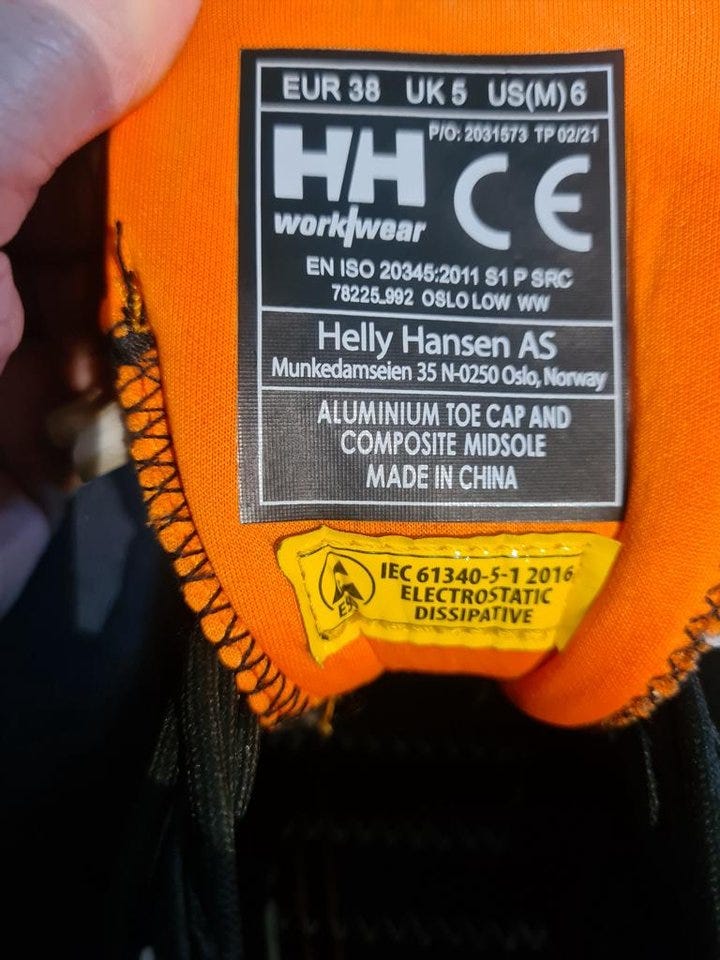 EUR 38 UK 5 US(M) 6
P/O: 2031573 TP 02/21
HH CE
workwear
EN ISO 20345:2011 S1 P SRC
78225_992 OSLO LOW WW
Helly Hansen AS
Munkedamseien 35 N-0250 Oslo, Norway
ALUMINIUM TOE CAP AND
COMPOSITE MIDSOLE
MADE IN CHINA
IEC 61340-5-1 2016
ELECTROSTATIC
ESD
DISSIPATIVE